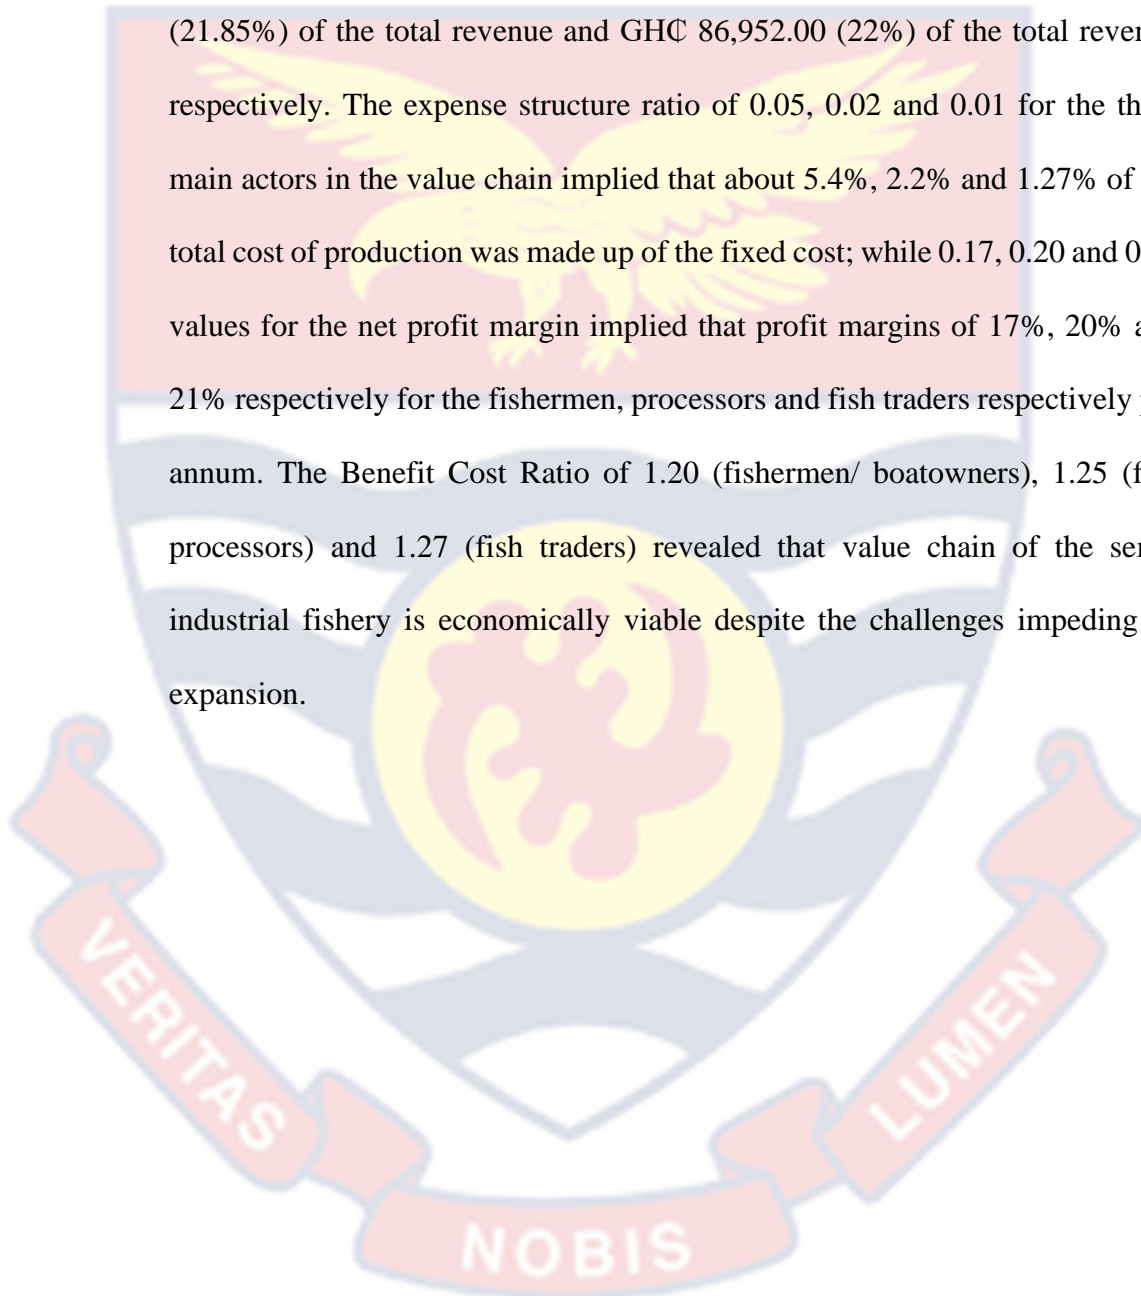 (21.85%) of the total revenue and GH₵ 86,952.00 (22%) of the total reven
respectively. The expense structure ratio of 0.05, 0.02 and 0.01 for the th
main actors in the value chain implied that about 5.4%, 2.2% and 1.27% of
total cost of production was made up of the fixed cost; while 0.17, 0.20 and 0
values for the net profit margin implied that profit margins of 17%, 20% a
21% respectively for the fishermen, processors and fish traders respectively
annum. The Benefit Cost Ratio of 1.20 (fishermen/ boatowners), 1.25 (f
processors) and 1.27 (fish traders) revealed that value chain of the ser
industrial fishery is economically viable despite the challenges impeding
expansion.
VERITAS
NOBIS
LUMEN